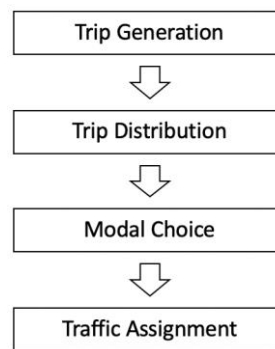 Trip Generation
Trip Distribution
Modal Choice
Traffic Assignment